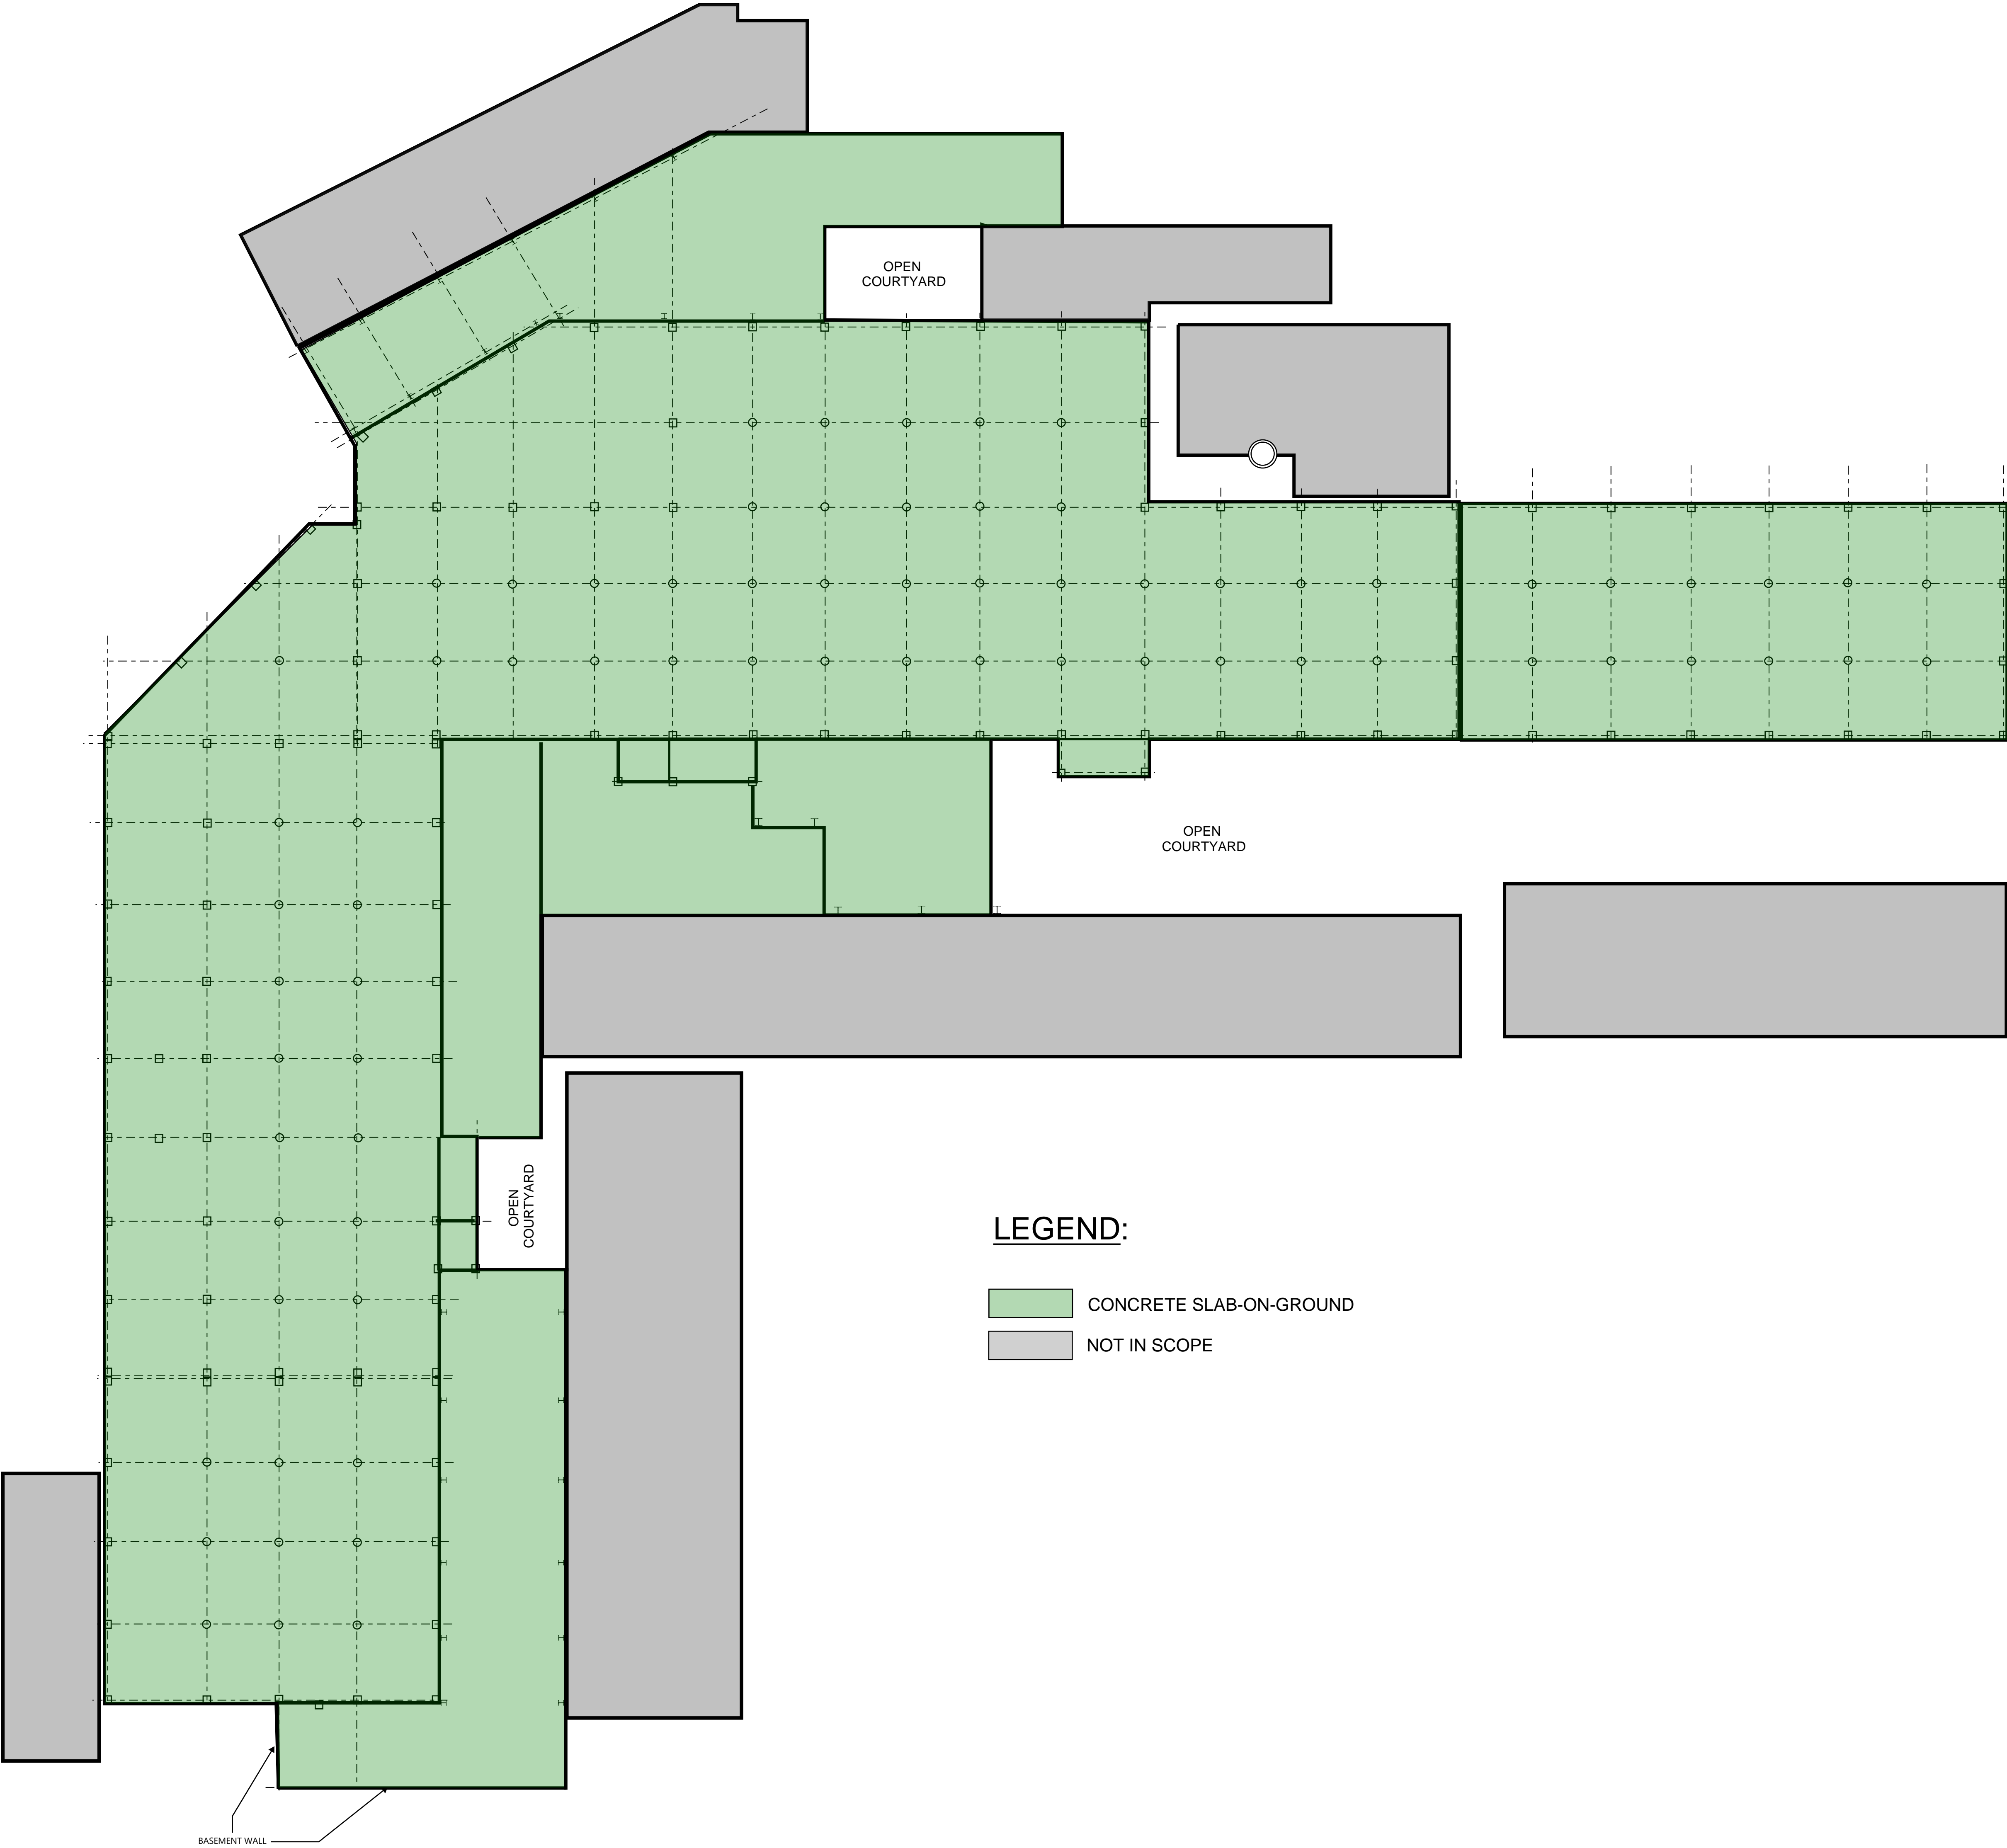 OPEN
COURTYARD
OPEN
COURTYARD
OPEN
COURTYARD
LEGEND:
CONCRETE SLAB-ON-GROUND
NOT IN SCOPE
BASEMENT WALL